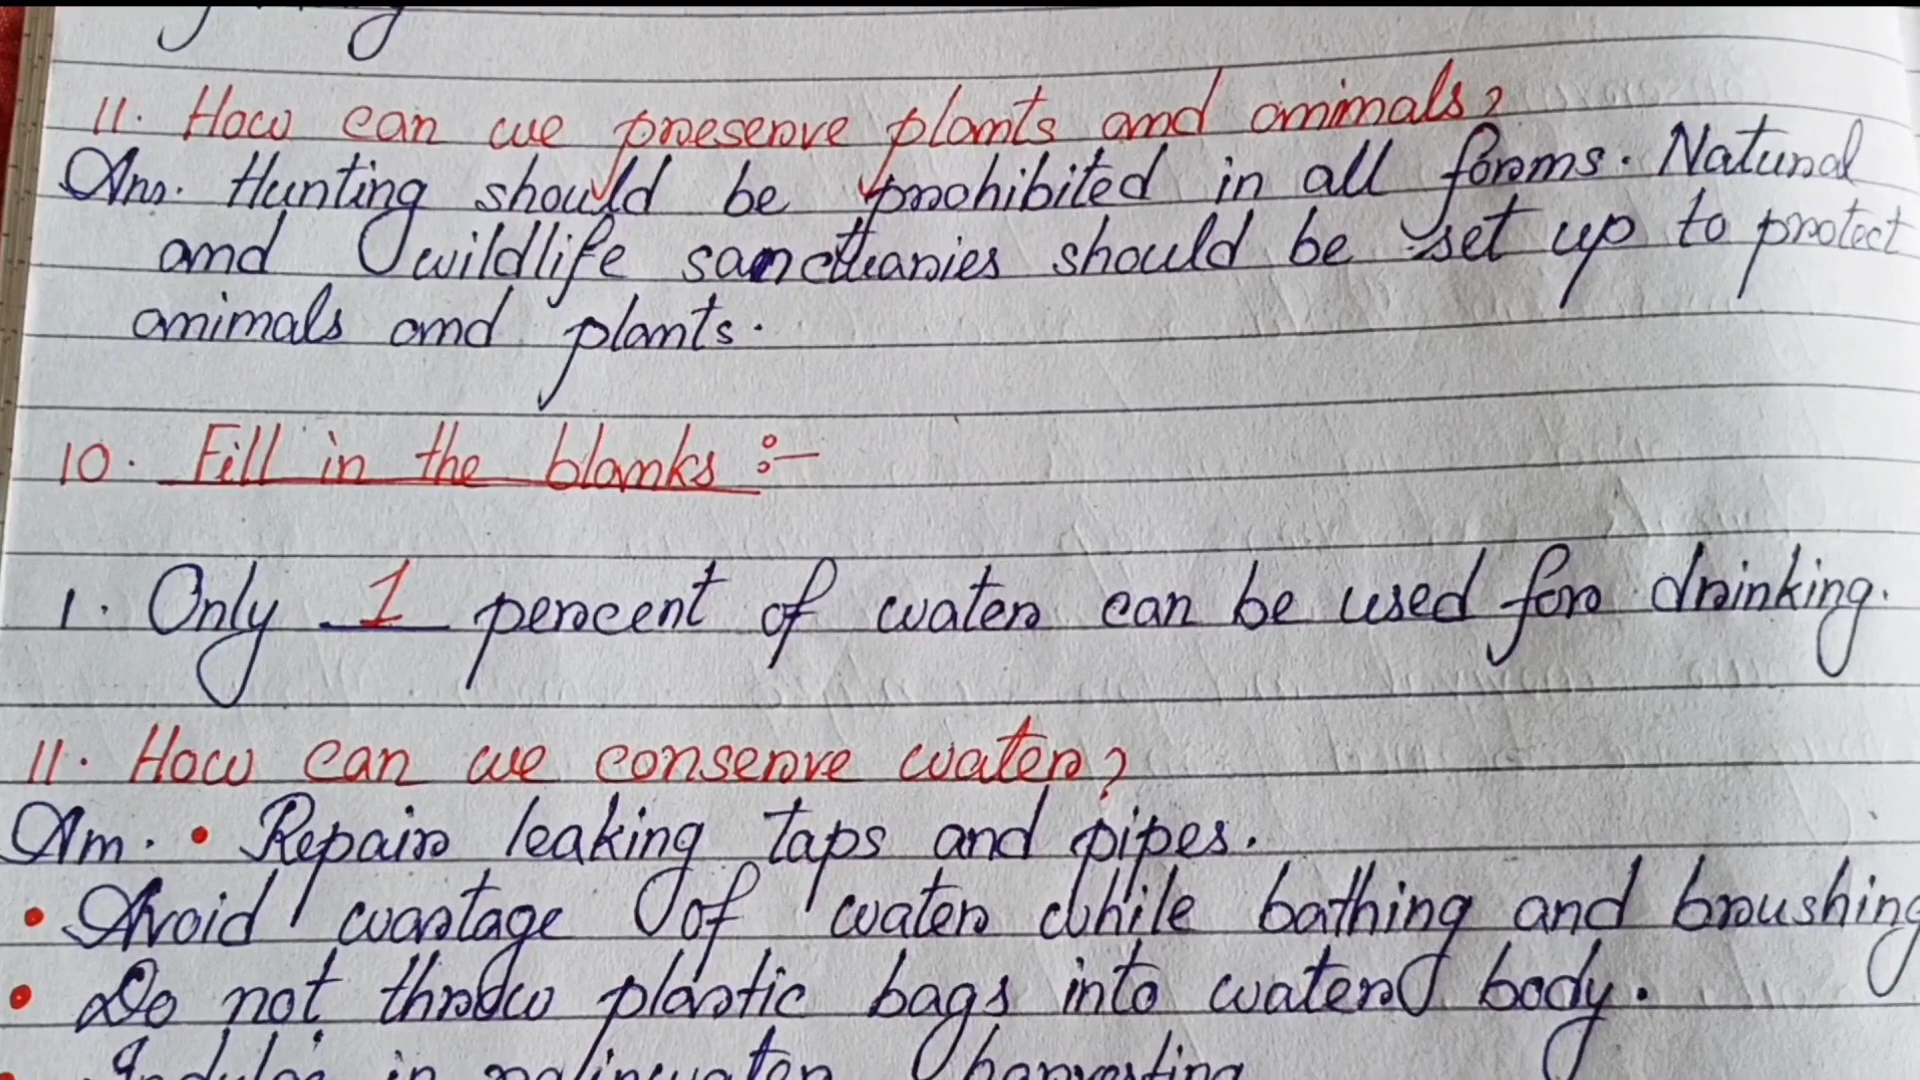 11. How can we preserve plants and animals?
Ans. Hunting should be prohibited in all forms. Natural
and wildlife sanctuaries should be set up to protect
animals and plants.
10. Fill in the blanks :-
1. Only 1 percent of water can be used for drinking.
11. How can we conserve water?
Am. • Repair leaking taps and pipes.
• Avoid wastage of water while bathing and brushing
• Do not throw plastic bags into water body.
in harvesting